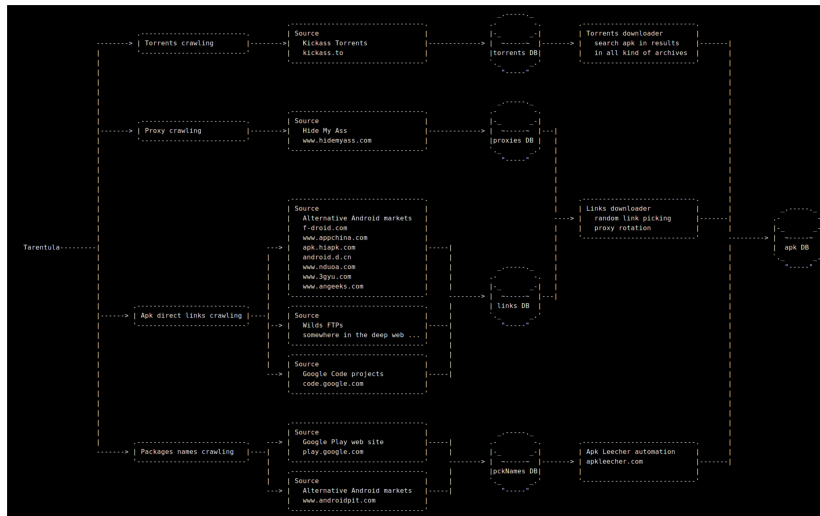 Source
Kickass Torrents
kickass.to
Torrents crawling
torrents DB
Torrents downloader
search apk in results
in all kind of archives
Proxy crawling
Source
Hide My Ass
www.hidemyass.com
proxies DB
Tarentula
Apk direct links crawling
Source
Alternative Android markets
f-droid.com
www.appchina.com
apk.hiapk.com
android.d.cn
www.nduoa.com
www.3gyu.com
www.angeeks.com
Source
Wilds FTPs
somewhere in the deep web ...
Source
Google Code projects
code.google.com
links DB
Links downloader
random link picking
proxy rotation
apk DB
Packages names crawling
Source
Google Play web site
play.google.com
Source
Alternative Android markets
www.androidpit.com
pckNames DB
Apk Leecher automation
apkleecher.com